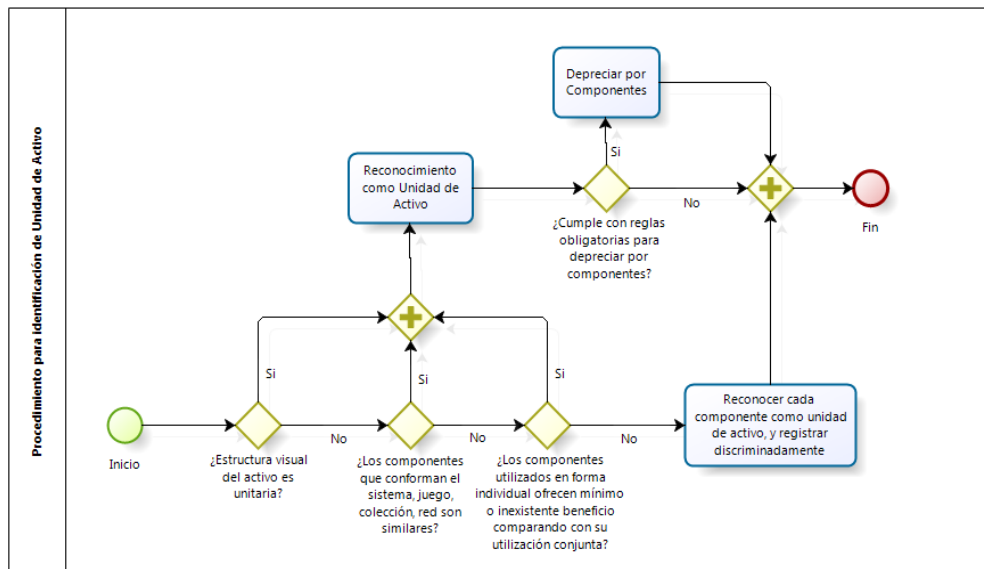 Procedimiento para identificación de Unidad de Activo
Depreciar por
Componentes
Si
Reconocimiento
como Unidad de
Activo
No
¿Cumple con reglas
obligatorias para
depreciar por
componentes?
Fin
Si
Si
Si
Reconocer cada
componente como unidad
de activo, y registrar
discriminadamente
No
No
No
Inicio
¿Estructura visual
del activo es
unitaria?
¿Los componentes
que conforman el
sistema, juego,
colección, red son
similares?
¿Los componentes
utilizados en forma
individual ofrecen mínimo
o inexistente beneficio
comparando con su
utilización conjunta?